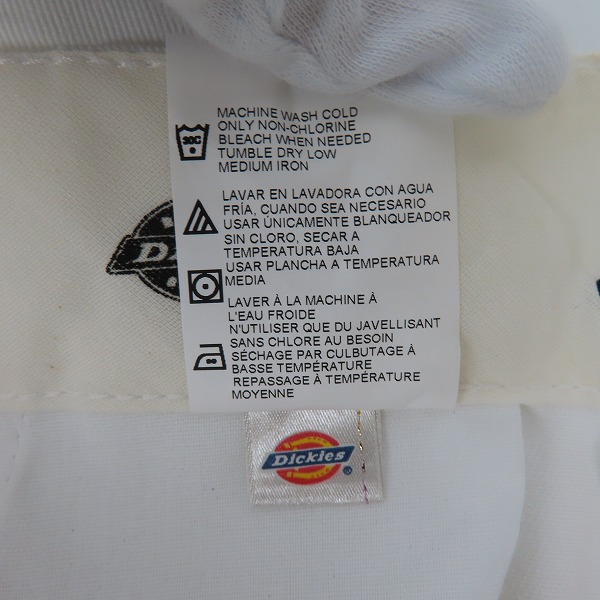 MACHINE WASH COLD
ONLY NON-CHLORINE
BLEACH WHEN NEEDED
TUMBLE DRY LOW
MEDIUM IRON
30C
LAVAR EN LAVADORA CON AGUA
FRÍA, CUANDO SEA NECESARIO
USAR ÚNICAMENTE BLANQUEADOR
SIN CLORO, SECAR A
TEMPERATURA BAJA
USAR PLANCHA A TEMPERATURA
MEDIA
LAVER À LA MACHINE À
L'EAU FROIDE
N'UTILISER QUE DU JAVELLISANT
SANS CHLORE AU BESOIN
SÉCHAGE PAR CULBUTAGE À
BASSE TEMPÉRATURE
REPASSAGE À TEMPÉRATURE
MOYENNE
Dickies